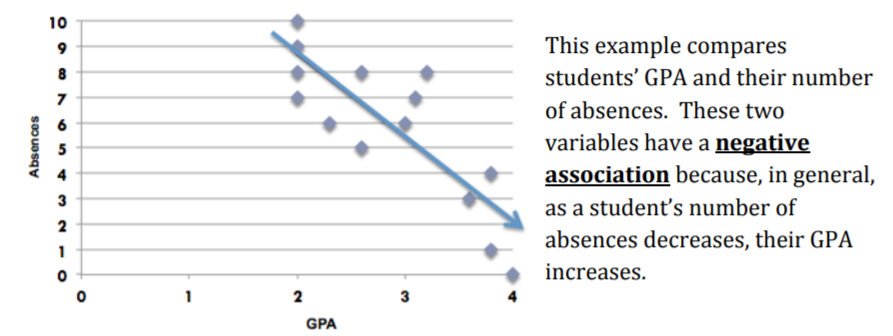 10
9
8
7
6
5
4
3
2
1
0
Absences
0 1 2 3 4
GPA
This example compares
students’ GPA and their number
of absences.  These two
variables have a negative
association because, in general,
as a student’s number of
absences decreases, their GPA
increases.